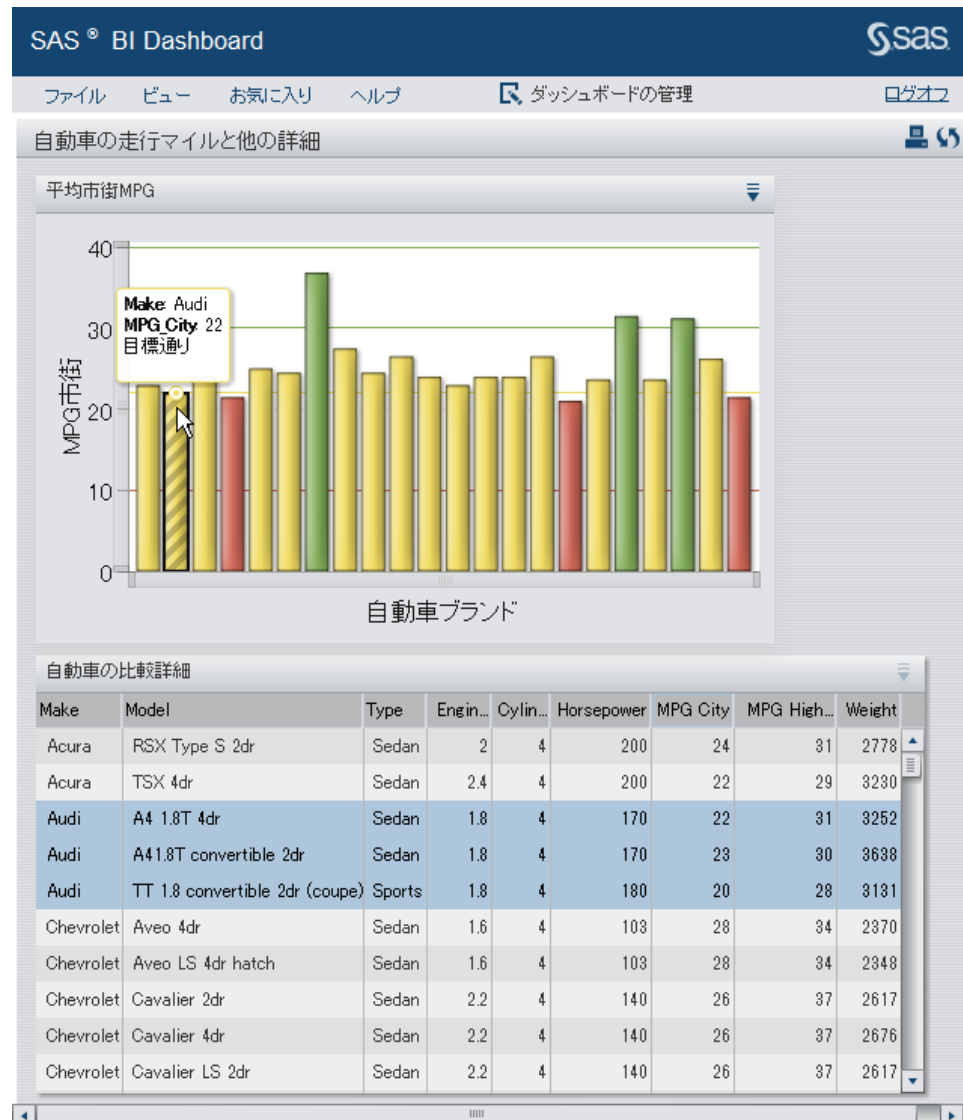 SAS ® BI Dashboard
sas
ファイル ビュー お気に入り ヘルプ ダッシュボードの管理 ログオフ
自動車の走行マイルと他の詳細
平均市街MPG
40
30
20
10
0
MPG市街
Make: Audi
MPG_City: 22
目標通り
自動車ブランド
自動車の比較詳細
Make Model Type Engin... Cylin... Horsepower MPG City MPG High... Weight
Acura RSX Type S 2dr Sedan 2 4 200 24 31 2778
Acura TSX 4dr Sedan 2.4 4 200 22 29 3230
Audi A4 1.8T 4dr Sedan 1.8 4 170 22 31 3252
Audi A41.8T convertible 2dr Sedan 1.8 4 170 23 30 3638
Audi TT 1.8 convertible 2dr (coupe) Sports 1.8 4 180 20 28 3131
Chevrolet Aveo 4dr Sedan 1.6 4 103 28 34 2370
Chevrolet Aveo LS 4dr hatch Sedan 1.6 4 103 28 34 2348
Chevrolet Cavalier 2dr Sedan 2.2 4 140 26 37 2617
Chevrolet Cavalier 4dr Sedan 2.2 4 140 26 37 2676
Chevrolet Cavalier LS 2dr Sedan 2.2 4 140 26 37 2617